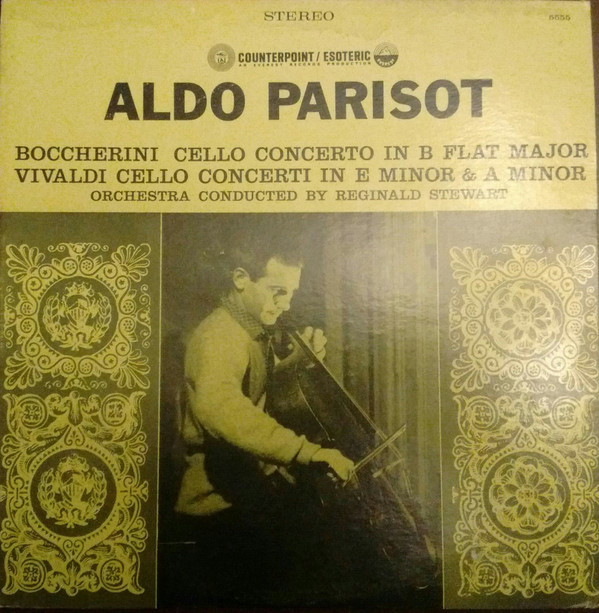 STEREO
5655
COUNTERPOINT / ESOTERIC
AN EVEREST RECORDS PRODUCTION
ALDO PARISOT
BOCCHERINI CELLO CONCERTO IN B FLAT MAJOR
VIVALDI CELLO CONCERTI IN E MINOR & A MINOR
ORCHESTRA CONDUCTED BY REGINALD STEWART